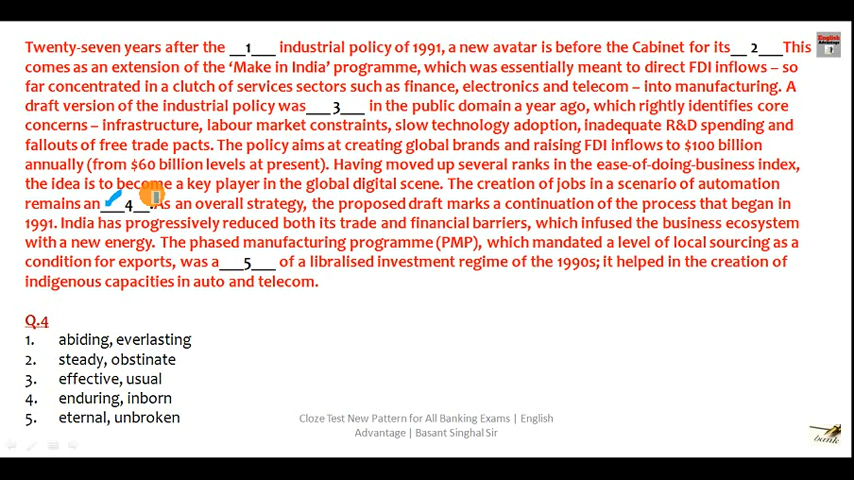 Twenty-seven years after the __1___ industrial policy of 1991, a new avatar is before the Cabinet for its__2___This
comes as an extension of the ‘Make in India’ programme, which was essentially meant to direct FDI inflows – so
far concentrated in a clutch of services sectors such as finance, electronics and telecom – into manufacturing. A
draft version of the industrial policy was___3___ in the public domain a year ago, which rightly identifies core
concerns – infrastructure, labour market constraints, slow technology adoption, inadequate R&D spending and
fallouts of free trade pacts. The policy aims at creating global brands and raising FDI inflows to $100 billion
annually (from $60 billion levels at present). Having moved up several ranks in the ease-of-doing-business index,
the idea is to become a key player in the global digital scene. The creation of jobs in a scenario of automation
remains an___4__.As an overall strategy, the proposed draft marks a continuation of the process that began in
1991. India has progressively reduced both its trade and financial barriers, which infused the business ecosystem
with a new energy. The phased manufacturing programme (PMP), which mandated a level of local sourcing as a
condition for exports, was a___5___ of a libralised investment regime of the 1990s; it helped in the creation of
indigenous capacities in auto and telecom.
English
Advantage
Q.4
1. abiding, everlasting
2. steady, obstinate
3. effective, usual
4. enduring, inborn
5. eternal, unbroken
Cloze Test New Pattern for All Banking Exams | English
Advantage | Basant Singhal Sir
bank